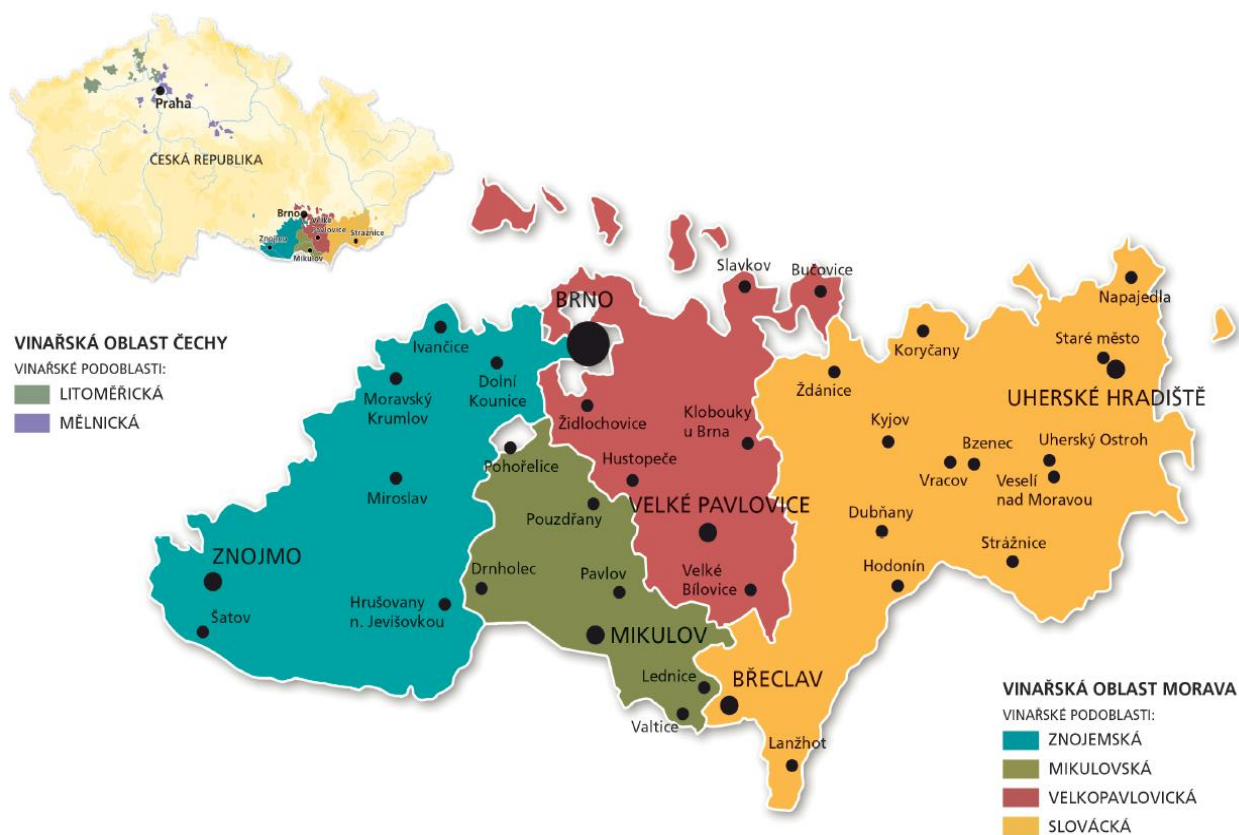 Praha
ČESKÁ REPUBLIKA
Brno
Velké
Pavlovice
Znojmo
Strážnice
Mikulov
VINAŘSKÁ OBLAST ČECHY
VINAŘSKÉ PODOBLASTI:
LITOMĚŘICKÁ
MĚLNICKÁ
Slavkov
Bučovice
Napajedla
BRNO
Ivančice
Koryčany
Staré město
Dolní
Kounice
Moravský
Krumlov
Ždánice
UHERSKÉ HRADIŠTĚ
Židlochovice
Klobouky
u Brna
Kyjov
Bzenec
Uherský Ostroh
Pohořelice
Hustopeče
Vracov
Veselí
nad Moravou
Miroslav
Pouzdřany
VELKÉ PAVLOVICE
Dubňany
Strážnice
ZNOJMO
Drnholec
Pavlov
Velké
Bílovice
Hodonín
Šatov
Hrušovany
n. Jevišovkou
MIKULOV
Lednice
BŘECLAV
Valtice
Lanžhot
VINAŘSKÁ OBLAST MORAVA
VINAŘSKÉ PODOBLASTI:
ZNOJEMSKÁ
MIKULOVSKÁ
VELKOPAVLOVICKÁ
SLOVÁCKÁ